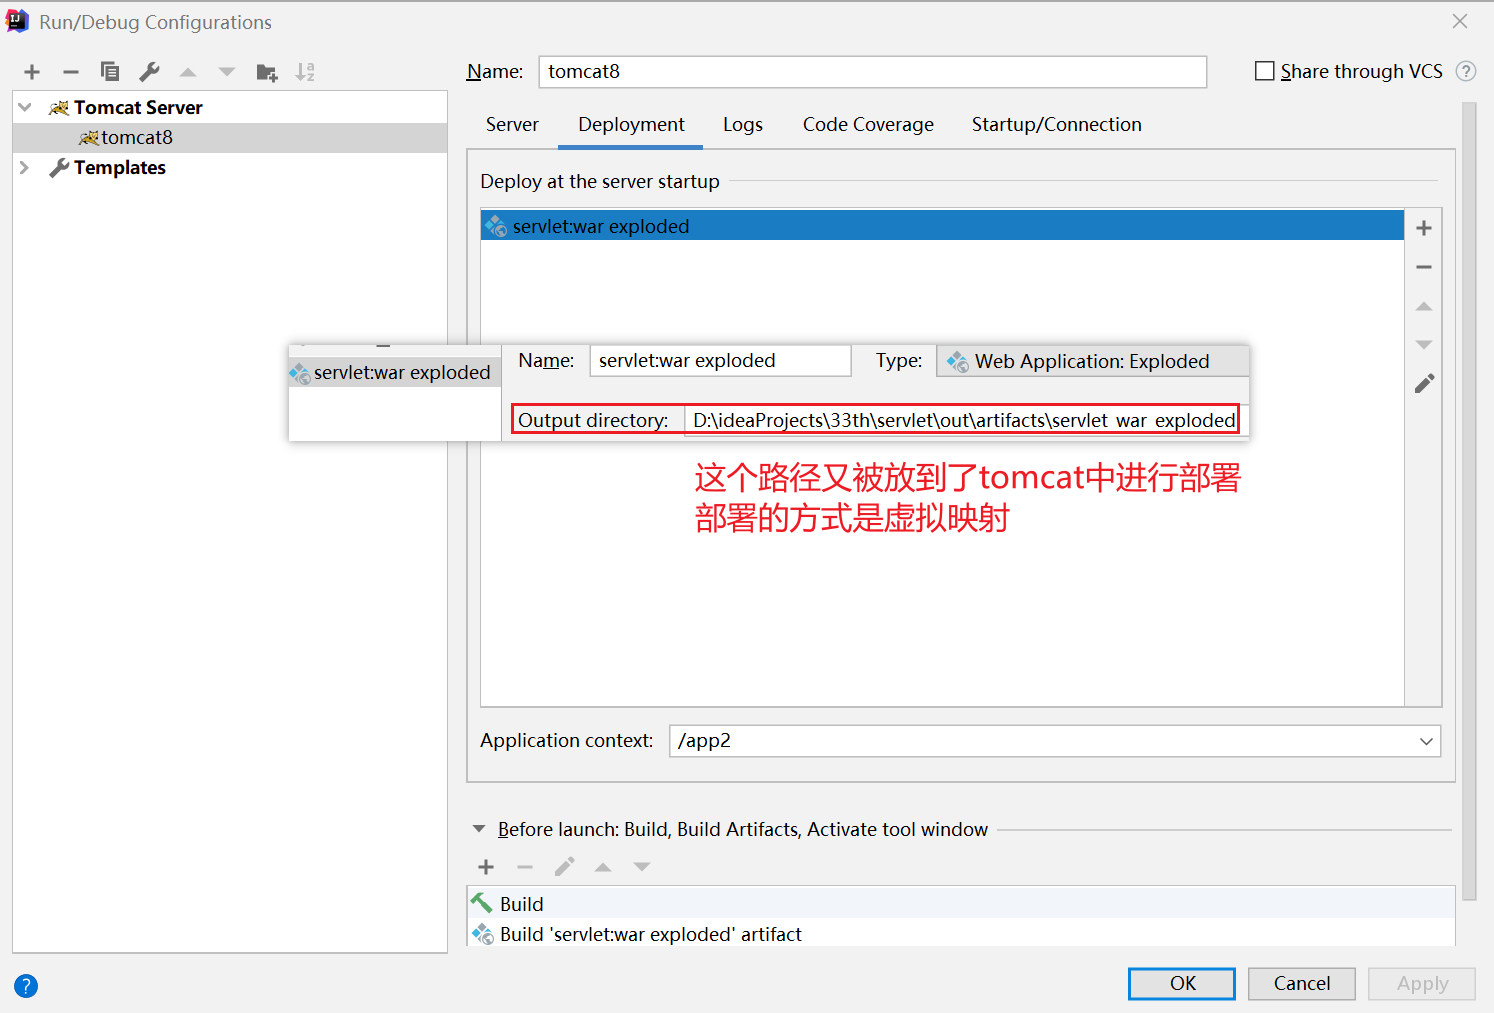 Run/Debug Configurations
Name: tomcat8
Share through VCS
Tomcat Server
tomcat8
Templates
Server Deployment Logs Code Coverage Startup/Connection
Deploy at the server startup
servlet:war exploded
servlet:war exploded
Name: servlet:war exploded Type: Web Application: Exploded
Output directory: D:\ideaProjects\33th\servlet\out\artifacts\servlet_war_exploded
这个路径又被放到了tomcat中进行部署
部署的方式是虚拟映射
Application context: /app2
Before launch: Build, Build Artifacts, Activate tool window
Build
Build 'servlet:war exploded' artifact
OK Cancel Apply